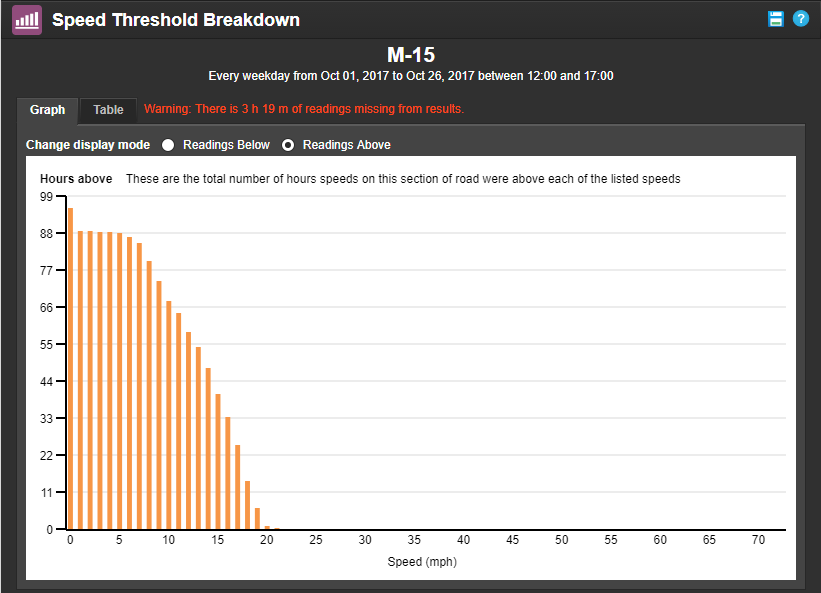 Speed Threshold Breakdown
?
M-15
Every weekday from Oct 01, 2017 to Oct 26, 2017 between 12:00 and 17:00
Graph Table Warning: There is 3 h 19 m of readings missing from results.
Change display mode Readings Below Readings Above
Hours above These are the total number of hours speeds on this section of road were above each of the listed speeds
99
88
77
66
55
44
33
22
11
0
0 5 10 15 20 25 30 35 40 45 50 55 60 65 70
Speed (mph)